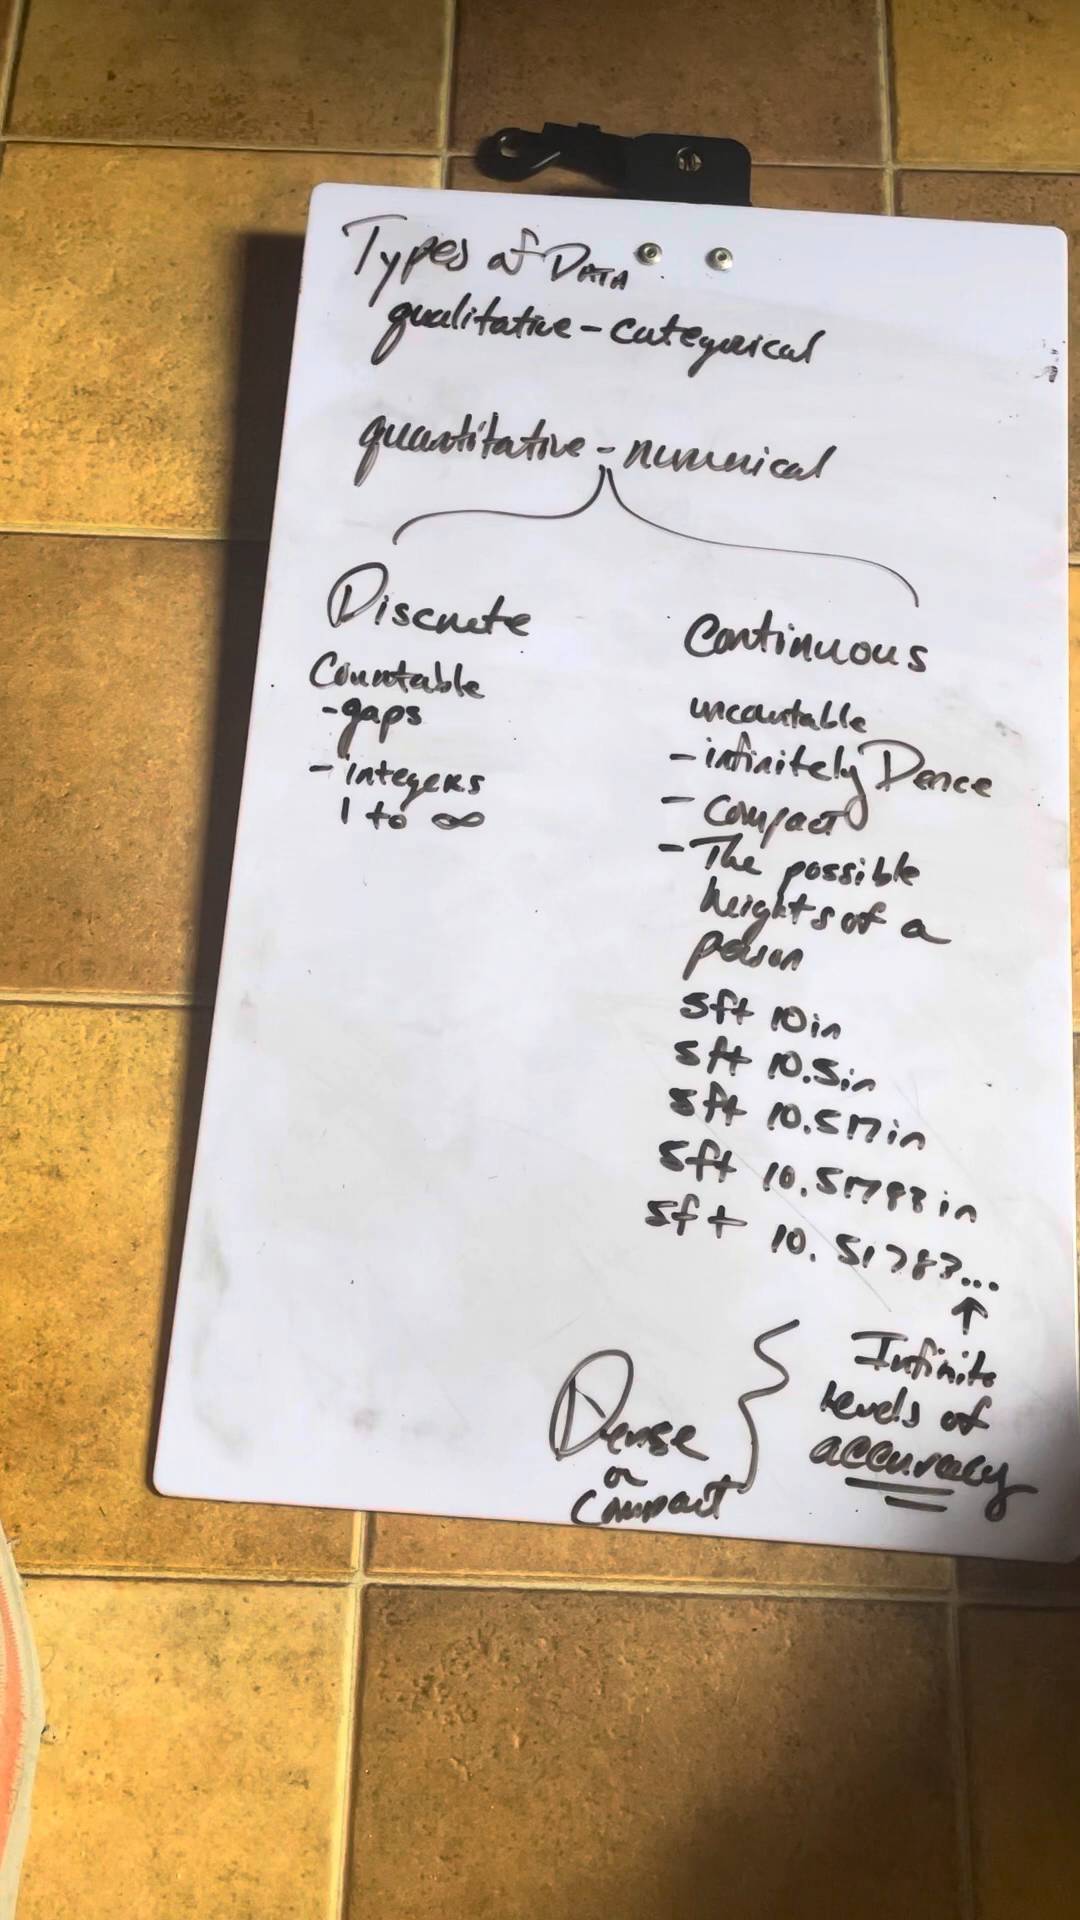 Types of DATA
qualitative - categorical
quantitative - numerical
Discrete
Countable
- gaps
- integers
1 to ∞
Continuous
uncountable
- infinitely Dence
- compact
- The possible
heights of a
person
5ft 10in
5ft 10.5in
5ft 10.517in
5ft 10.51783in
5ft 10.51783...
↑
Infinite
levels of
accuracy
Dense
or
Compact